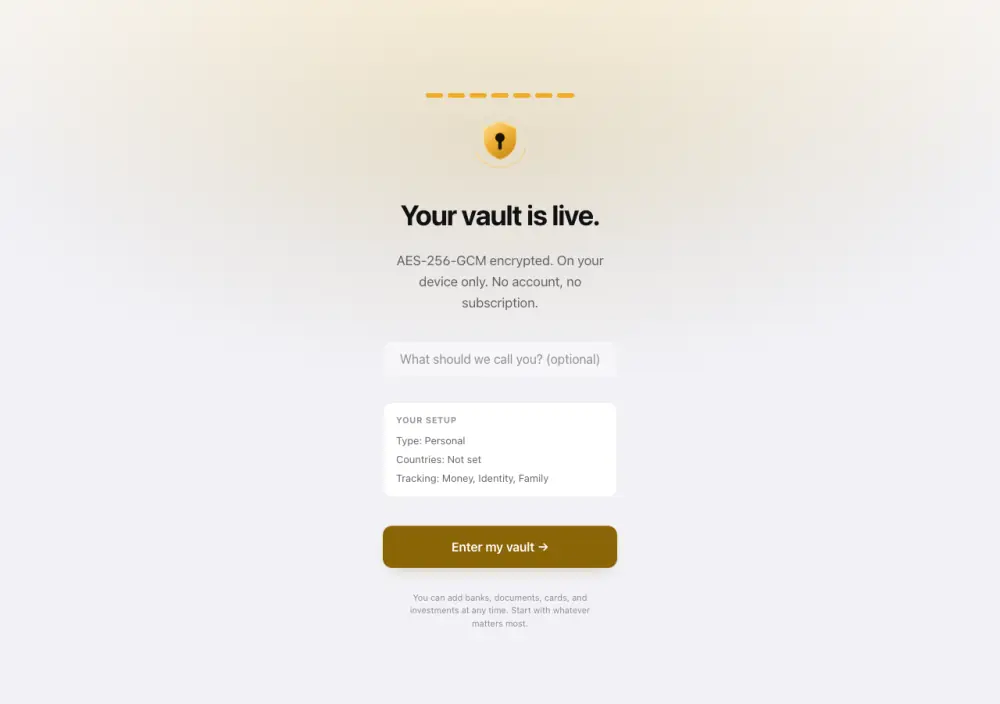 Your vault is live.
AES-256-GCM encrypted. On your
device only. No account, no
subscription.
What should we call you? (optional)
YOUR SETUP
Type: Personal
Countries: Not set
Tracking: Money, Identity, Family
Enter my vault →
You can add banks, documents, cards, and
investments at any time. Start with whatever
matters most.